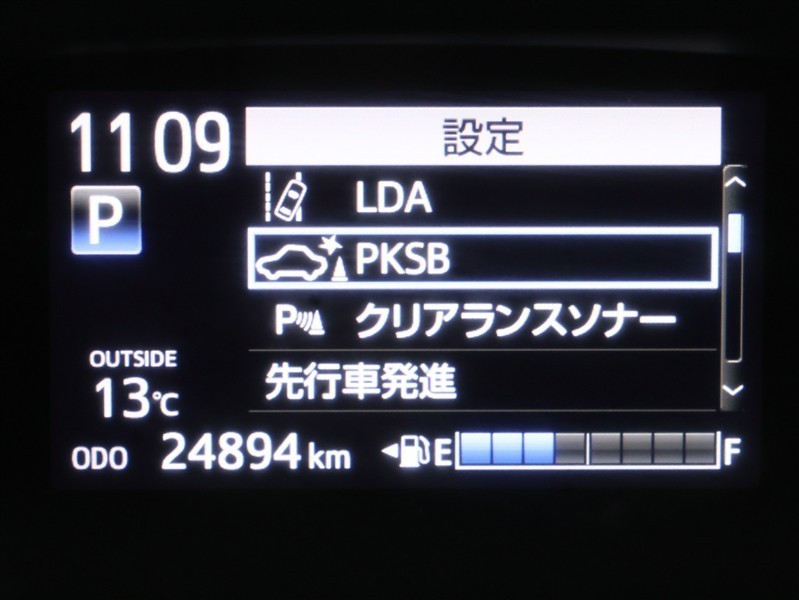 11 09
設定
P
LDA
PKSB
P クリアランスソナー
先行車発進
OUTSIDE
13℃
ODO 24894 km E F